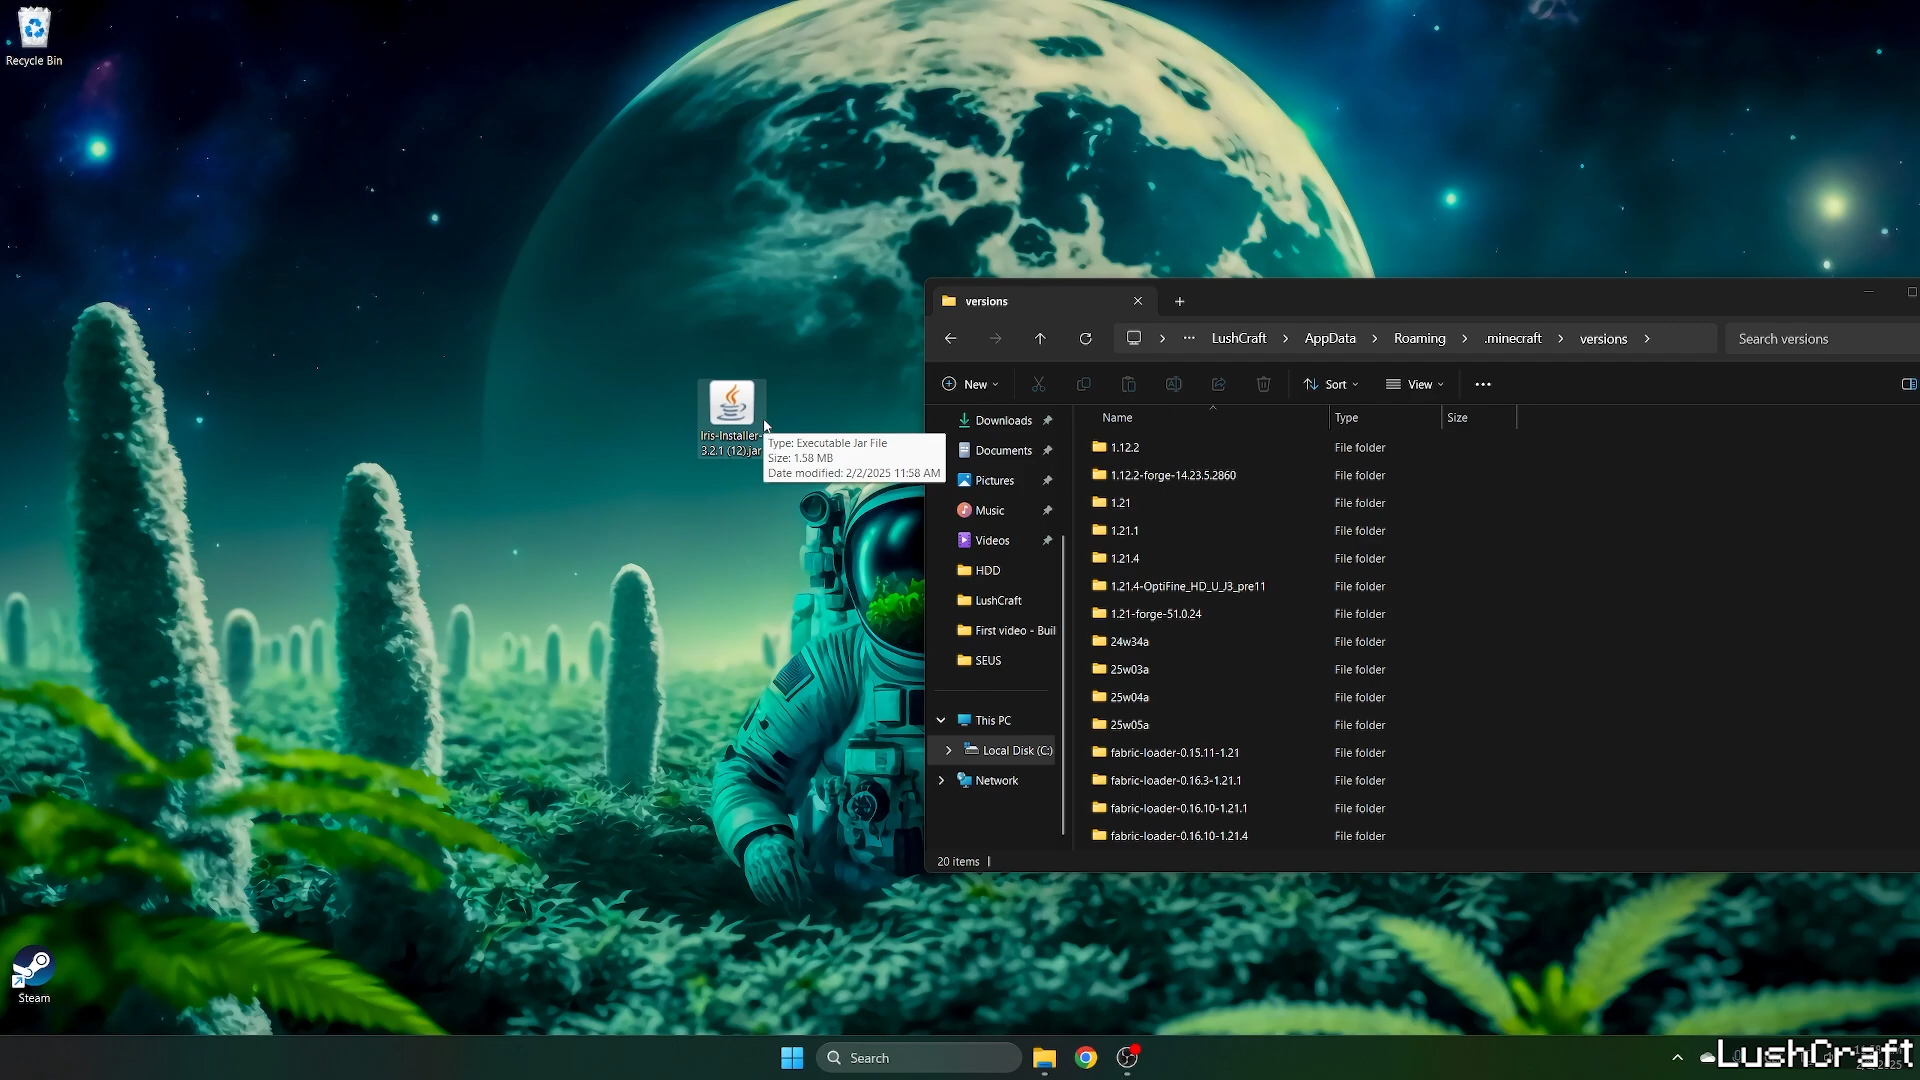 Recycle Bin
Iris-Installer-
3.2.1 (12).jar
Type: Executable Jar File
Size: 1.58 MB
Date modified: 2/2/2025 11:58 AM
versions
LushCraft
AppData
Roaming
.minecraft
versions
Search versions
New
Sort
View
Name
Type
Size
Downloads
Documents
Pictures
Music
Videos
HDD
LushCraft
First video - Buil
SEUS
This PC
Local Disk (C:)
Network
1.12.2 File folder
1.12.2-forge-14.23.5.2860 File folder
1.21 File folder
1.21.1 File folder
1.21.4 File folder
1.21.4-OptiFine_HD_U_J3_pre11 File folder
1.21-forge-51.0.24 File folder
24w34a File folder
25w03a File folder
25w04a File folder
25w05a File folder
fabric-loader-0.15.11-1.21 File folder
fabric-loader-0.16.3-1.21.1 File folder
fabric-loader-0.16.10-1.21.1 File folder
fabric-loader-0.16.10-1.21.4 File folder
20 items
Steam
Search
LushCraft